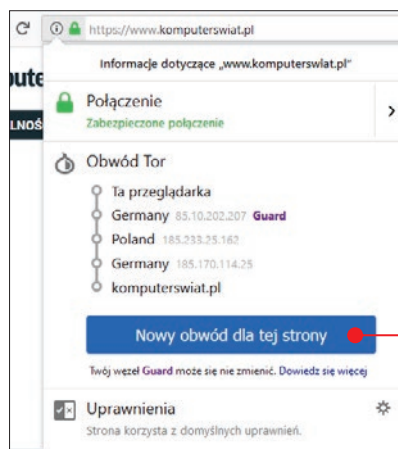 https://www.komputerswiat.pl
Informacje dotyczące „www.komputerswiat.pl”
ute
LNOŚ
Połączenie
Zabezpieczone połączenie
Obwód Tor
Ta przeglądarka
Germany 85.10.202.207 Guard
Poland 185.233.25.162
Germany 185.170.114.25
komputerswiat.pl
Nowy obwód dla tej strony
Twój węzeł Guard może się nie zmienić. Dowiedz się więcej
Uprawnienia
Strona korzysta z domyślnych uprawnień.